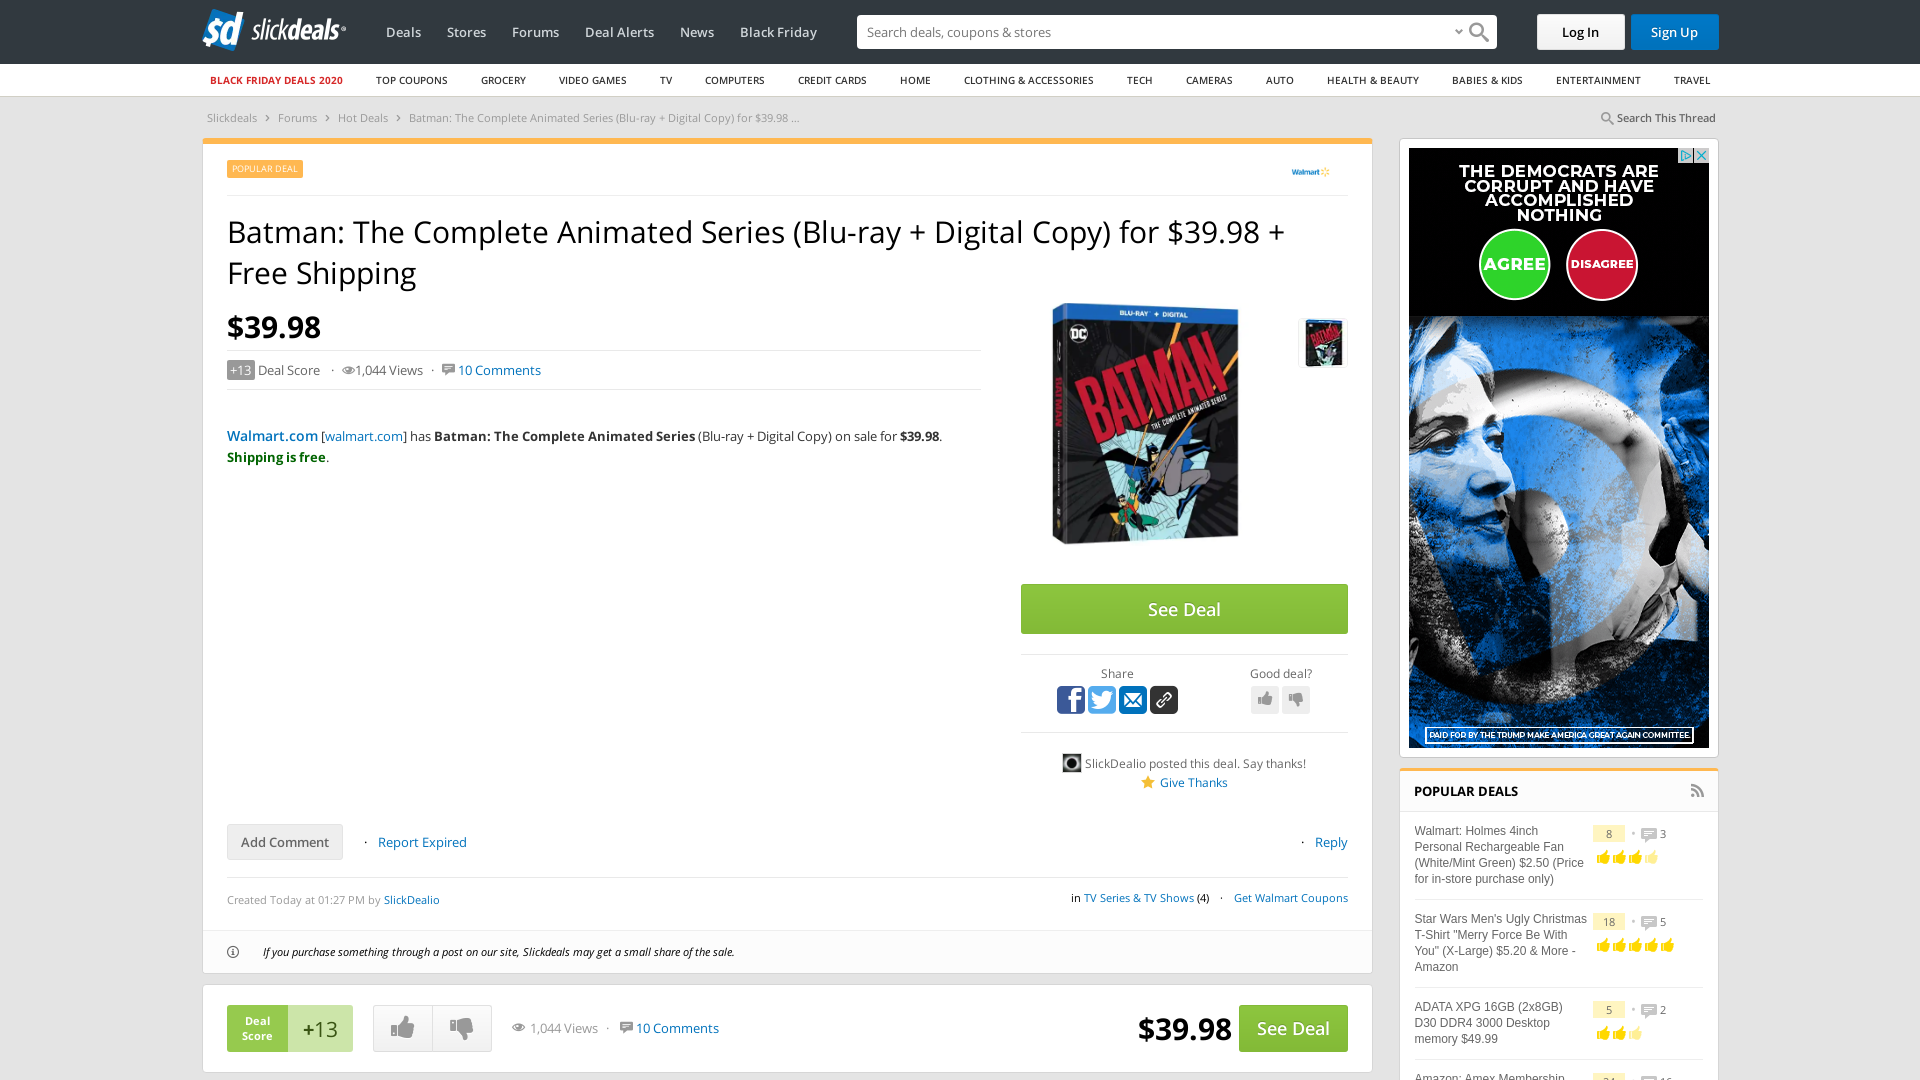 slickdeals
Deals
Stores
Forums
Deal Alerts
News
Black Friday
Search deals, coupons & stores
Log In
Sign Up
BLACK FRIDAY DEALS 2020
TOP COUPONS
GROCERY
VIDEO GAMES
TV
COMPUTERS
CREDIT CARDS
HOME
CLOTHING & ACCESSORIES
TECH
CAMERAS
AUTO
HEALTH & BEAUTY
BABIES & KIDS
ENTERTAINMENT
TRAVEL
Slickdeals › Forums › Hot Deals › Batman: The Complete Animated Series (Blu-ray + Digital Copy) for $39.98 ...
Search This Thread
POPULAR DEAL
Walmart
Batman: The Complete Animated Series (Blu-ray + Digital Copy) for $39.98 +
Free Shipping
$39.98
+13 Deal Score · 1,044 Views · 10 Comments
Walmart.com [walmart.com] has Batman: The Complete Animated Series (Blu-ray + Digital Copy) on sale for $39.98.
Shipping is free.
BLU-RAY + DIGITAL
DC
BATMAN
THE COMPLETE ANIMATED SERIES
BATMAN
See Deal
Share
Good deal?
SlickDealio posted this deal. Say thanks!
Give Thanks
Add Comment · Report Expired
· Reply
Created Today at 01:27 PM by SlickDealio
in TV Series & TV Shows (4) · Get Walmart Coupons
If you purchase something through a post on our site, Slickdeals may get a small share of the sale.
Deal
Score
+13
1,044 Views · 10 Comments
$39.98
See Deal
THE DEMOCRATS ARE
CORRUPT AND HAVE
ACCOMPLISHED
NOTHING
AGREE
DISAGREE
PAID FOR BY THE TRUMP MAKE AMERICA GREAT AGAIN COMMITTEE.
POPULAR DEALS
Walmart: Holmes 4inch
Personal Rechargeable Fan
(White/Mint Green) $2.50 (Price
for in-store purchase only)
8 · 3
Star Wars Men's Ugly Christmas
T-Shirt "Merry Force Be With
You" (X-Large) $5.20 & More -
Amazon
18 · 5
ADATA XPG 16GB (2x8GB)
D30 DDR4 3000 Desktop
memory $49.99
5 · 2
Amazon: Amex Membership